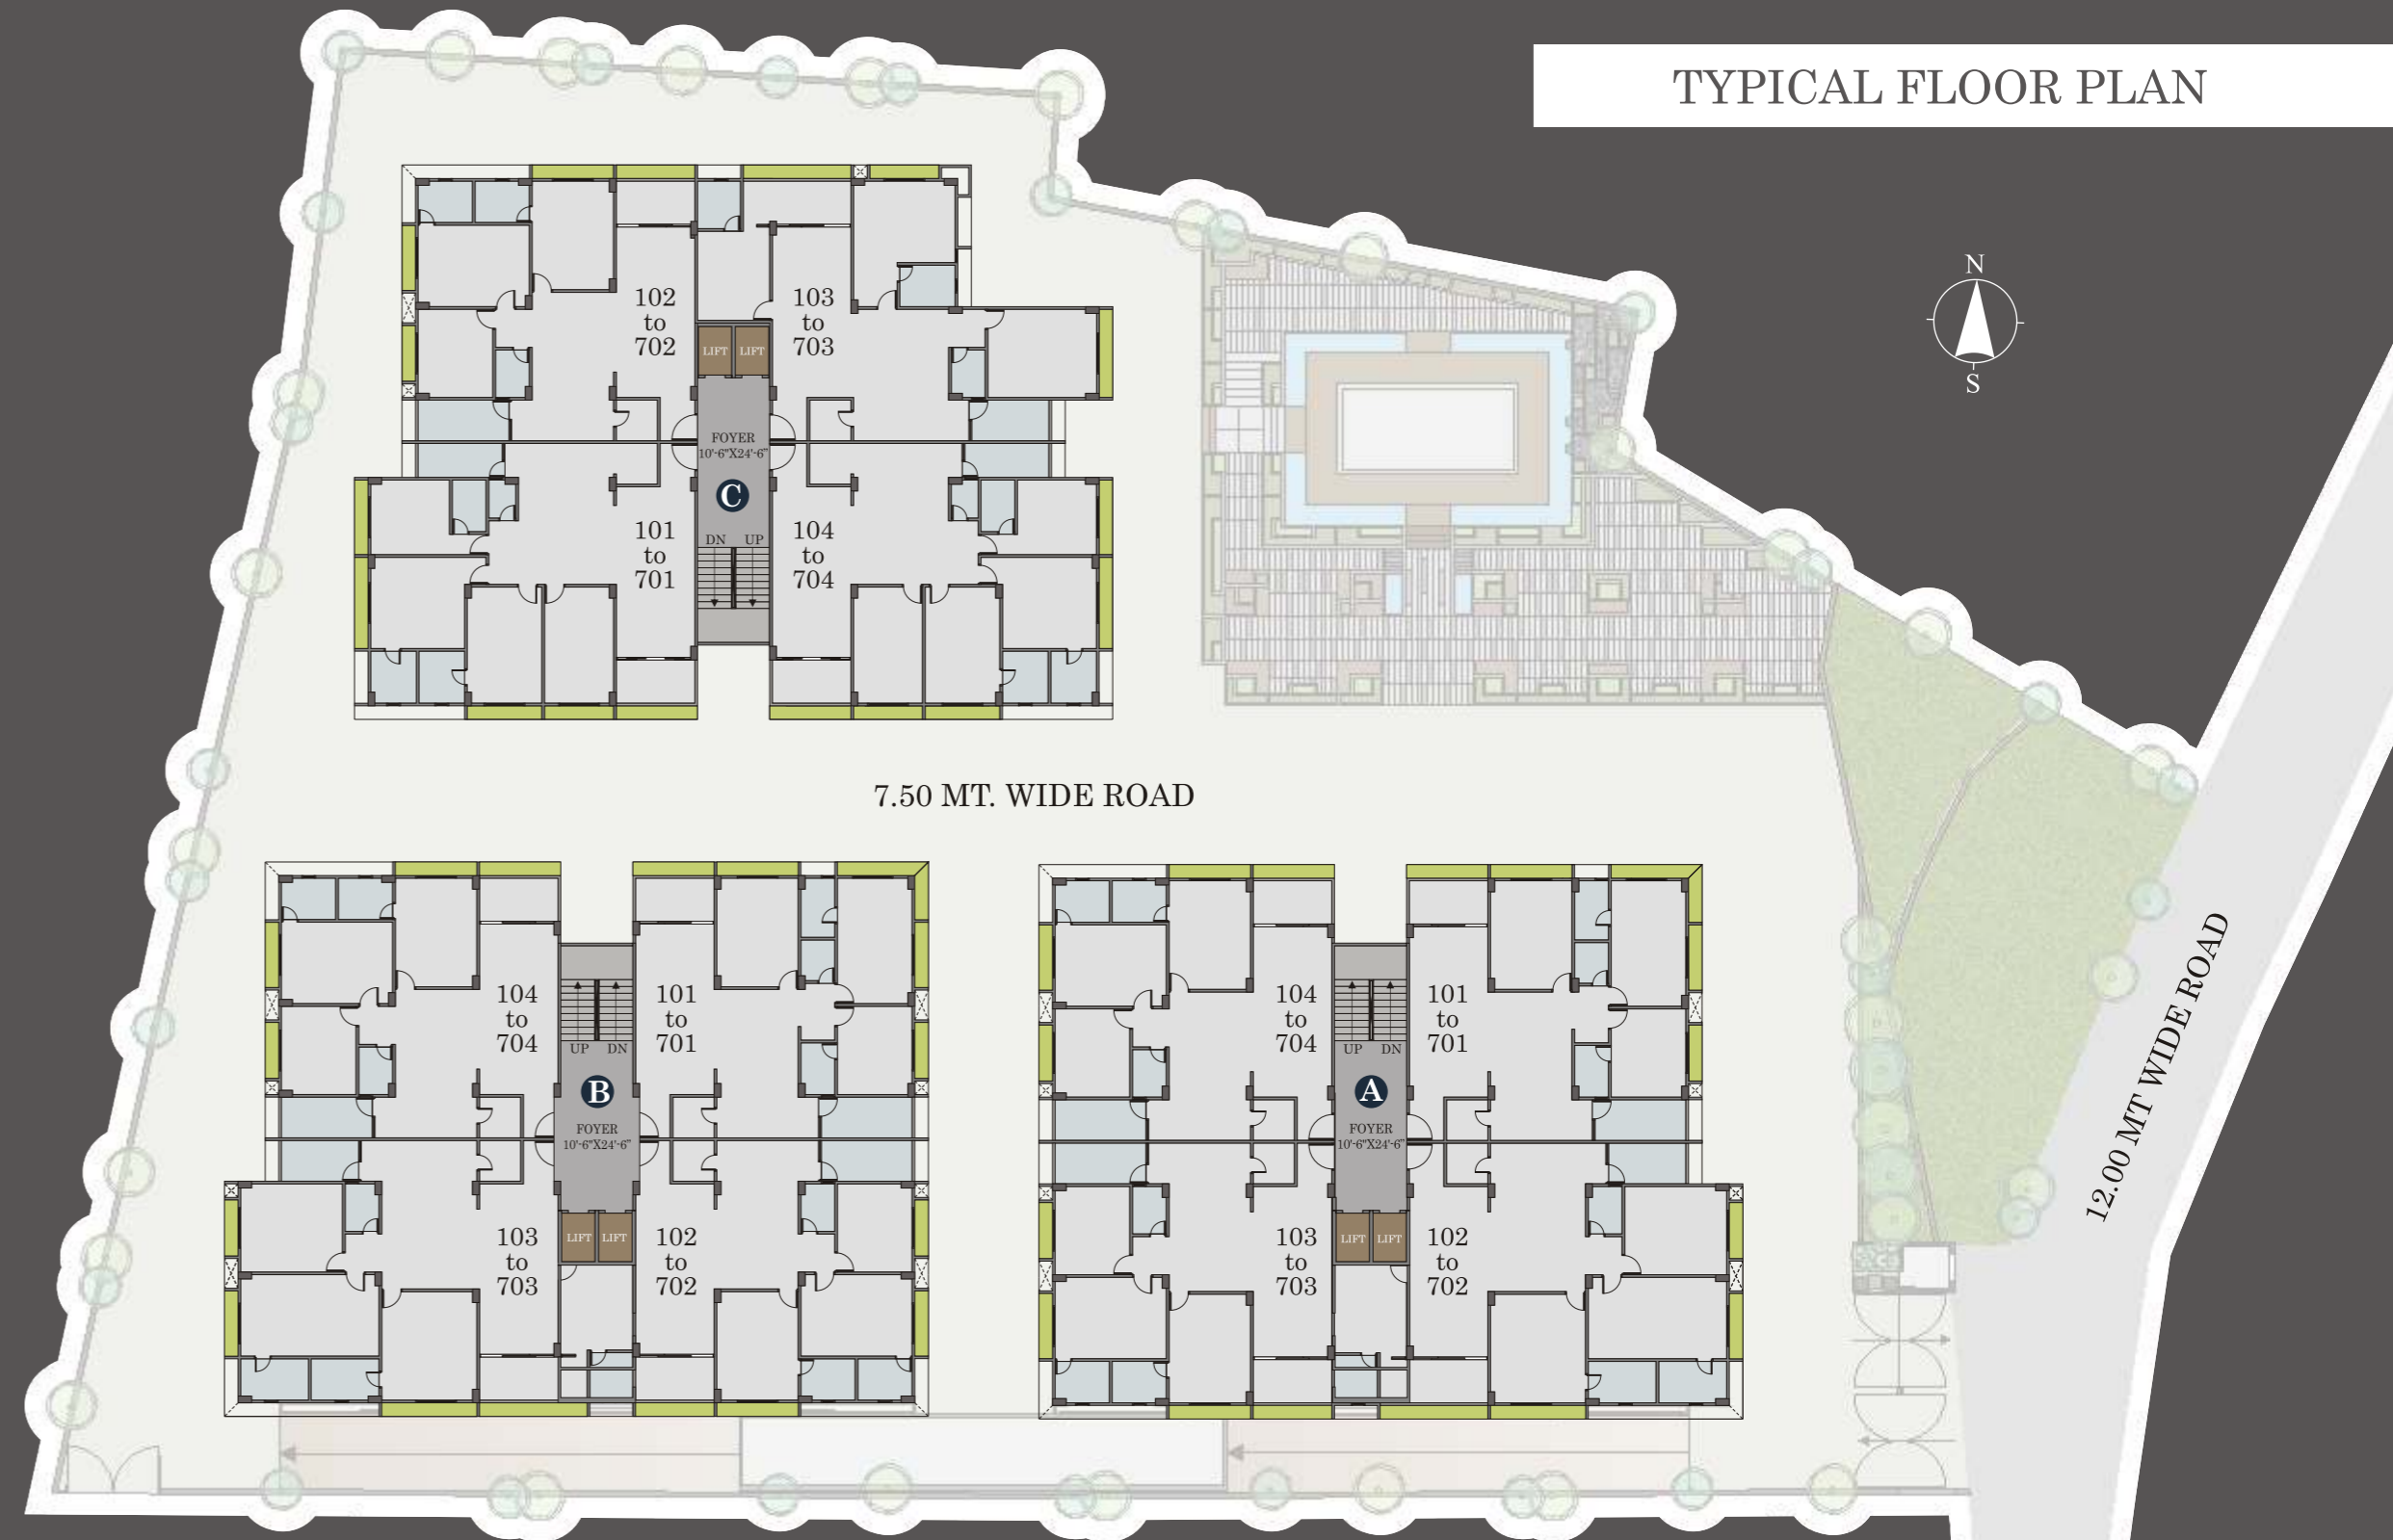 TYPICAL FLOOR PLAN
N
S
102
to
702
103
to
703
LIFT
LIFT
FOYER
10'-6"X24'-6"
C
101
to
701
DN
UP
104
to
704
7.50 MT. WIDE ROAD
12.00 MT WIDE ROAD
104
to
704
101
to
701
UP
DN
B
FOYER
10'-6"X24'-6"
103
to
703
LIFT
LIFT
102
to
702
104
to
704
101
to
701
UP
DN
A
FOYER
10'-6"X24'-6"
103
to
703
LIFT
LIFT
102
to
702